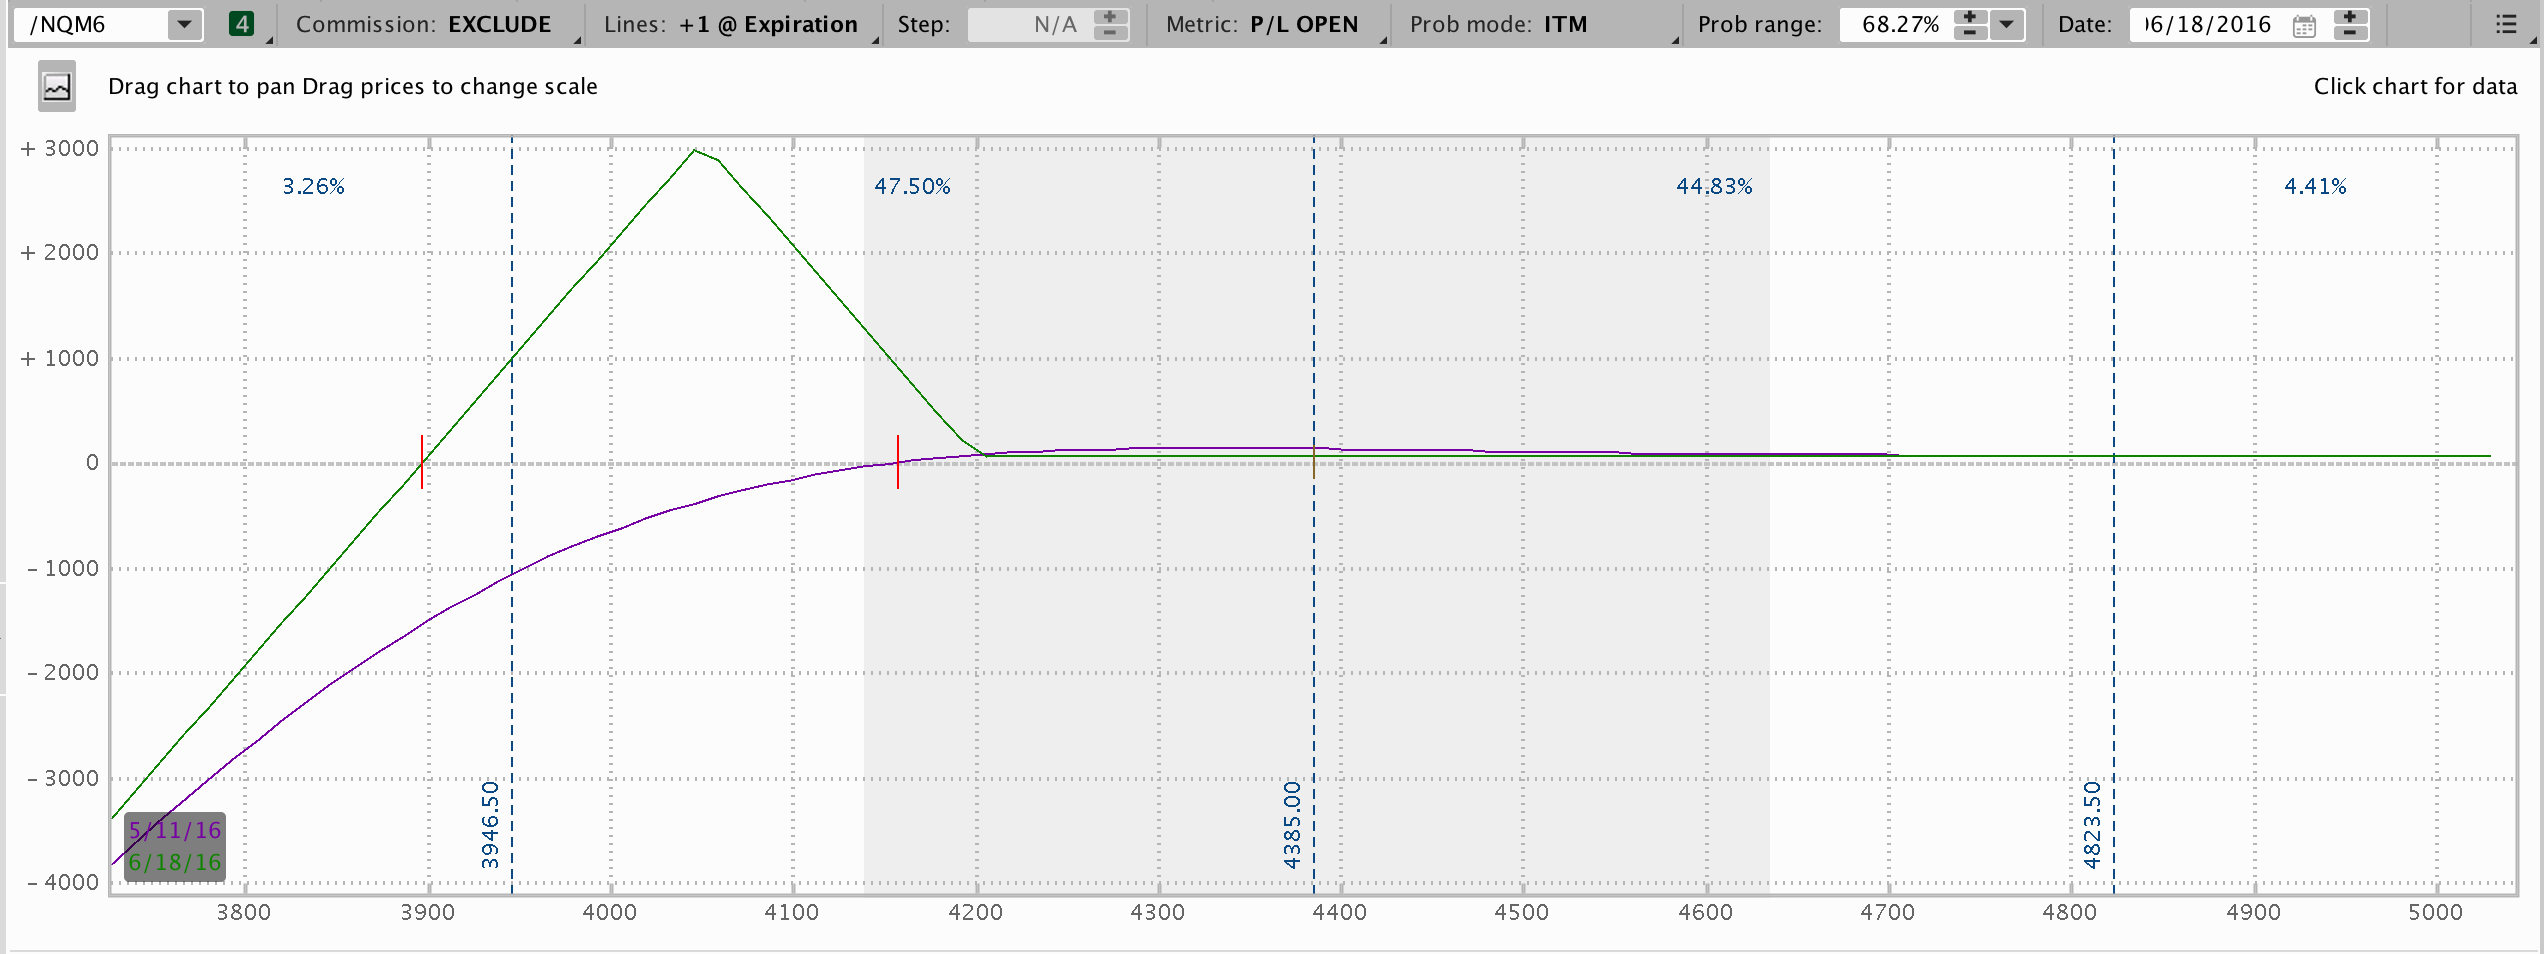 /NQM6 4 Commission: EXCLUDE Lines: +1 @ Expiration Step: N/A Metric: P/L OPEN Prob mode: ITM Prob range: 68.27% Date: 06/18/2016
Drag chart to pan Drag prices to change scale Click chart for data
+ 3000
3.26% 47.50% 44.83% 4.41%
+ 2000
+ 1000
0
- 1000
- 2000
- 3000
3946.50 4385.00 4823.50
5/11/16
6/18/16
- 4000
3800 3900 4000 4100 4200 4300 4400 4500 4600 4700 4800 4900 5000